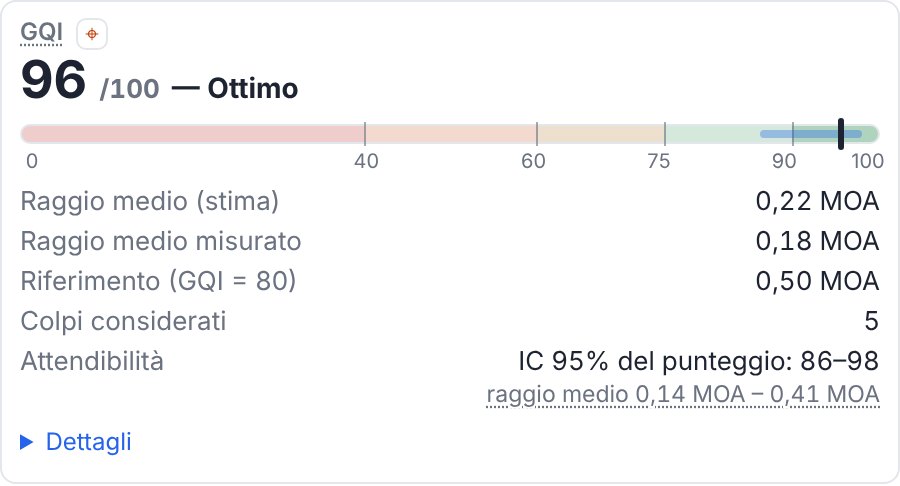 GQI
96 /100 — Ottimo
0 40 60 75 90 100
Raggio medio (stima) 0,22 MOA
Raggio medio misurato 0,18 MOA
Riferimento (GQI = 80) 0,50 MOA
Colpi considerati 5
Attendibilità IC 95% del punteggio: 86–98
raggio medio 0,14 MOA – 0,41 MOA
Dettagli